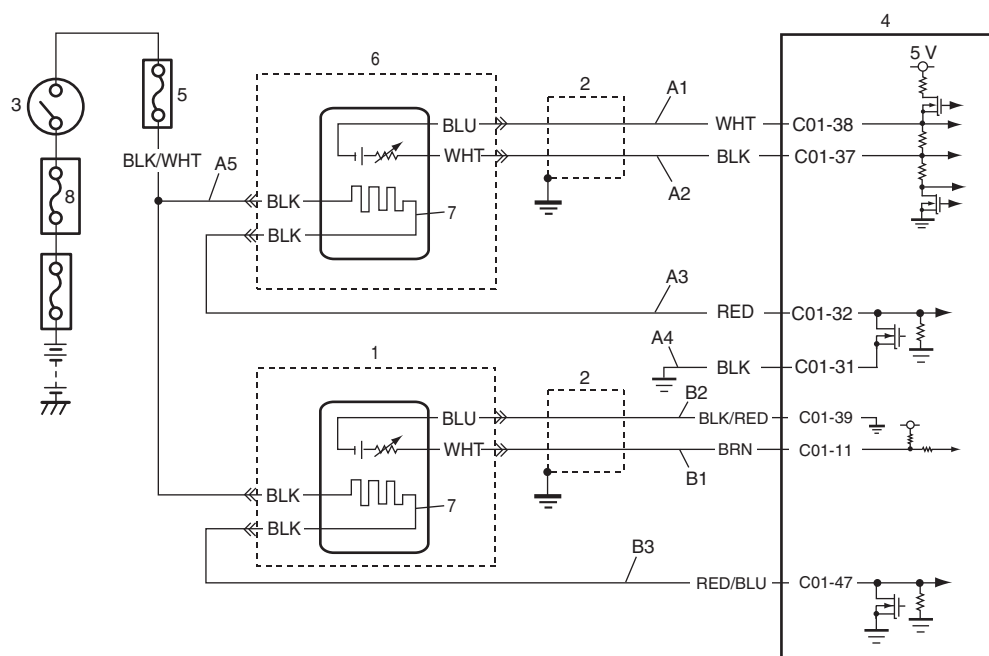 4
5 V
6
2
A1
3
5
BLU
WHT
C01-38
WHT
BLK
C01-37
BLK/WHT
A5
A2
8
BLK
7
BLK
A3
RED
C01-32
A4
1
2
BLK
C01-31
B2
BLU
BLK/RED
C01-39
WHT
BRN
C01-11
B1
BLK
7
BLK
B3
RED/BLU
C01-47